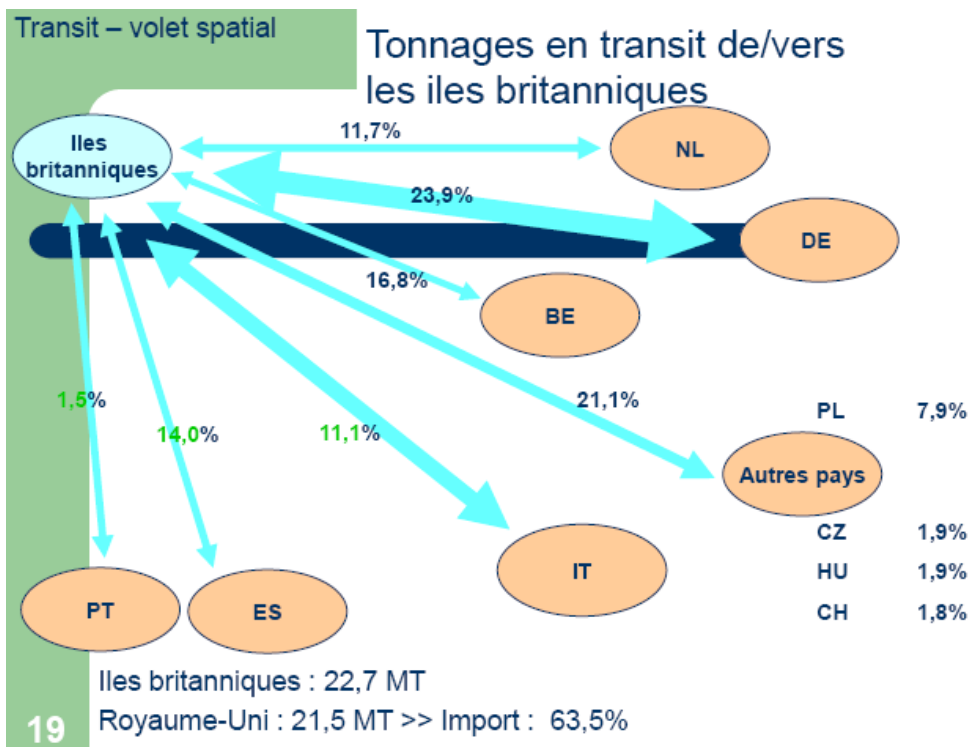 Transit – volet spatial
Tonnages en transit de/vers
les iles britanniques
Iles
britanniques
11,7%
NL
23,9%
DE
16,8%
BE
1,5%
14,0%
11,1%
21,1%
PL 7,9%
Autres pays
CZ 1,9%
HU 1,9%
CH 1,8%
IT
PT
ES
Iles britanniques : 22,7 MT
Royaume-Uni : 21,5 MT >> Import : 63,5%
19